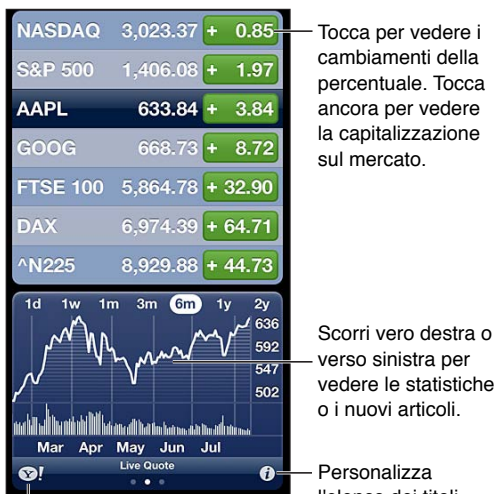 NASDAQ 3,023.37 + 0.85
S&P 500 1,406.08 + 1.97
AAPL 633.84 + 3.84
GOOG 668.73 + 8.72
FTSE 100 5,864.78 + 32.90
DAX 6,974.39 + 64.71
^N225 8,929.88 + 44.73
Tocca per vedere i
cambiamenti della
percentuale. Tocca
ancora per vedere
la capitalizzazione
sul mercato.
1d 1w 1m 3m 6m 1y 2y
636
592
547
502
Mar Apr May Jun Jul
Live Quote
Y!
i
Scorri vero destra o
verso sinistra per
vedere le statistiche
o i nuovi articoli.
Personalizza
l'elenco dei titoli